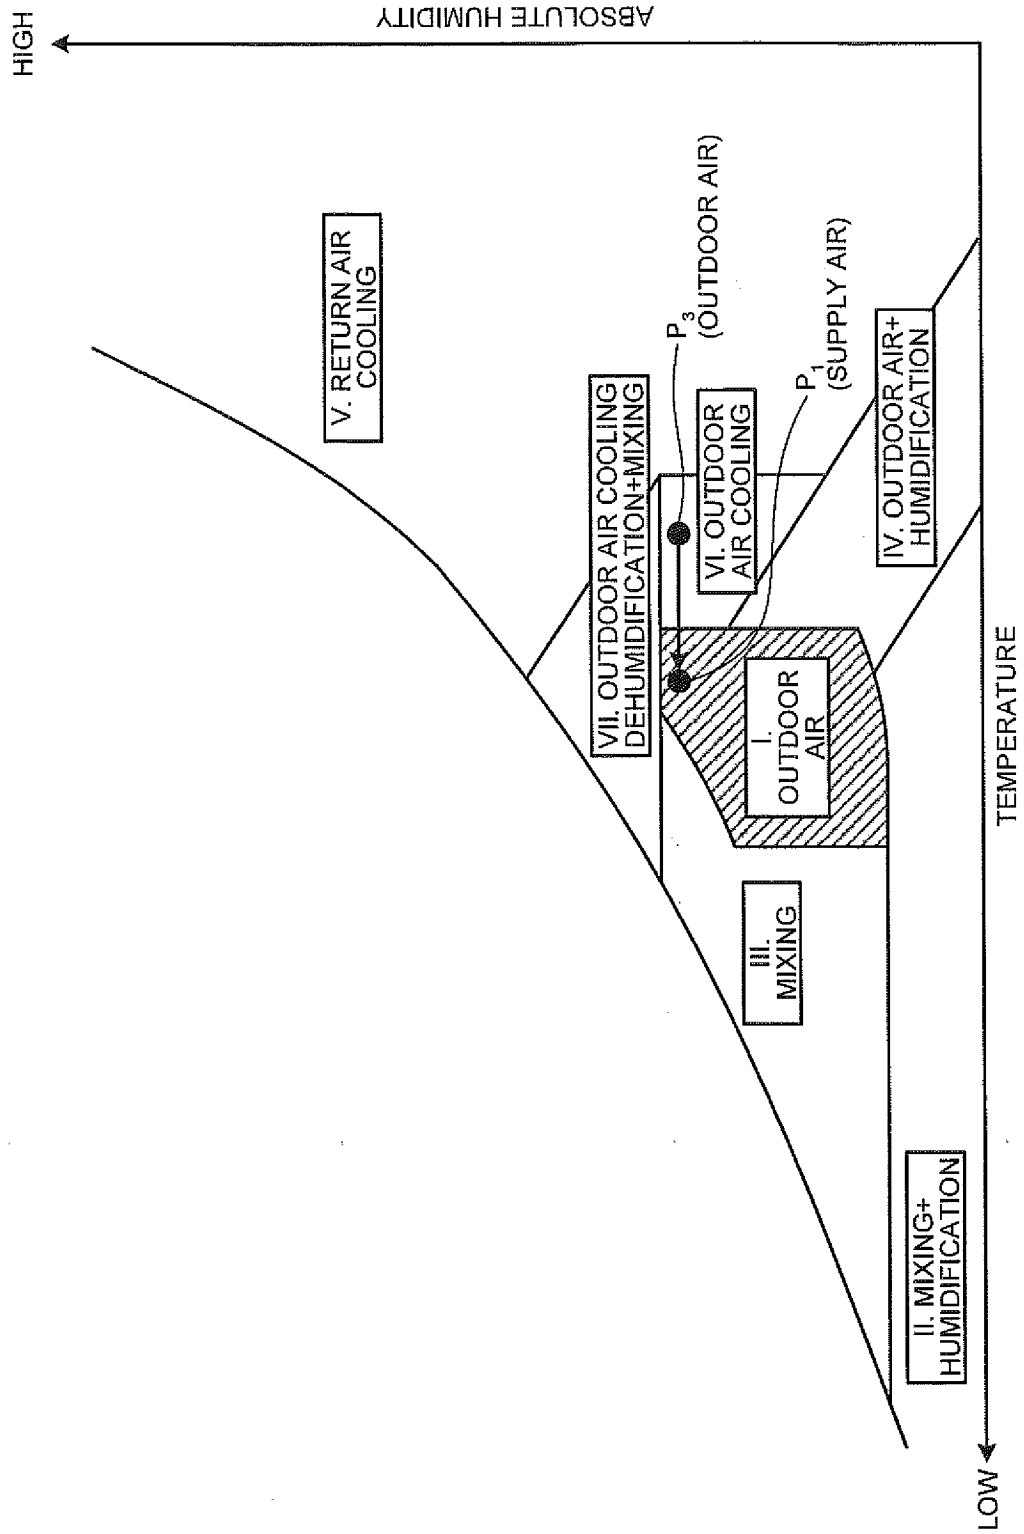 HIGH
ABSOLUTE HUMIDITY
V. RETURN AIR
COOLING
VII. OUTDOOR AIR COOLING
DEHUMIDIFICATION+MIXING
P3
(OUTDOOR AIR)
VI. OUTDOOR
AIR COOLING
P1
(SUPPLY AIR)
I.
OUTDOOR
AIR
III.
MIXING
IV. OUTDOOR AIR+
HUMIDIFICATION
II. MIXING+
HUMIDIFICATION
LOW
TEMPERATURE